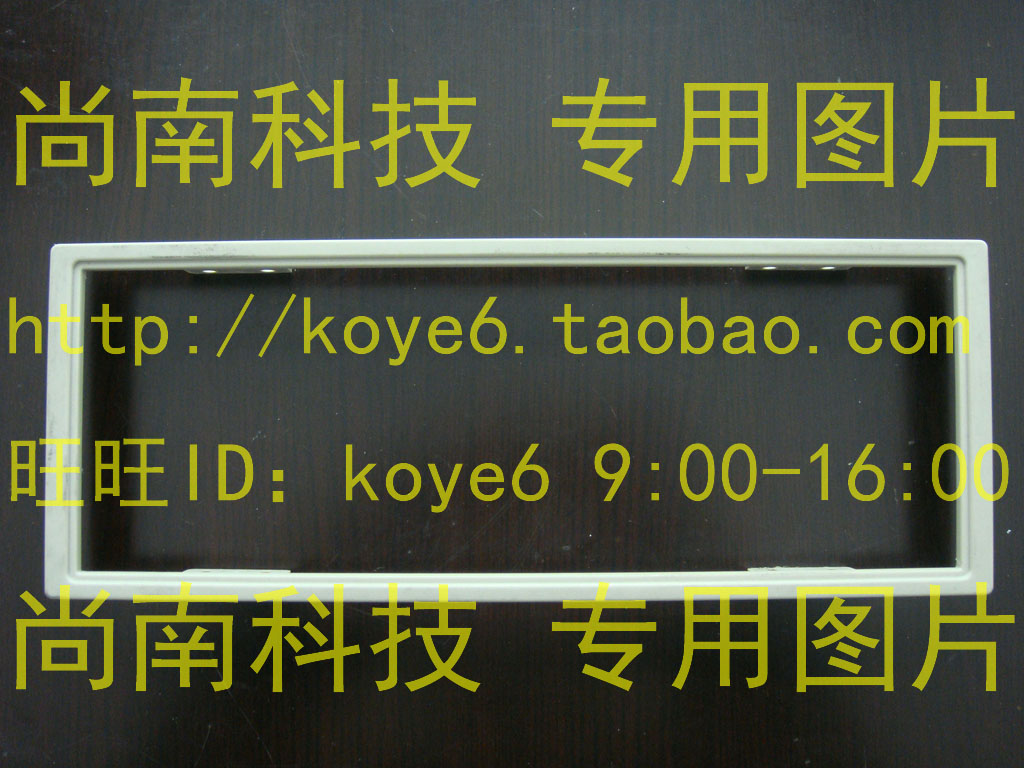 尚南科技 专用图片
http://koye6.taobao.com
旺旺ID：koye6 9:00-16:00
尚南科技 专用图片